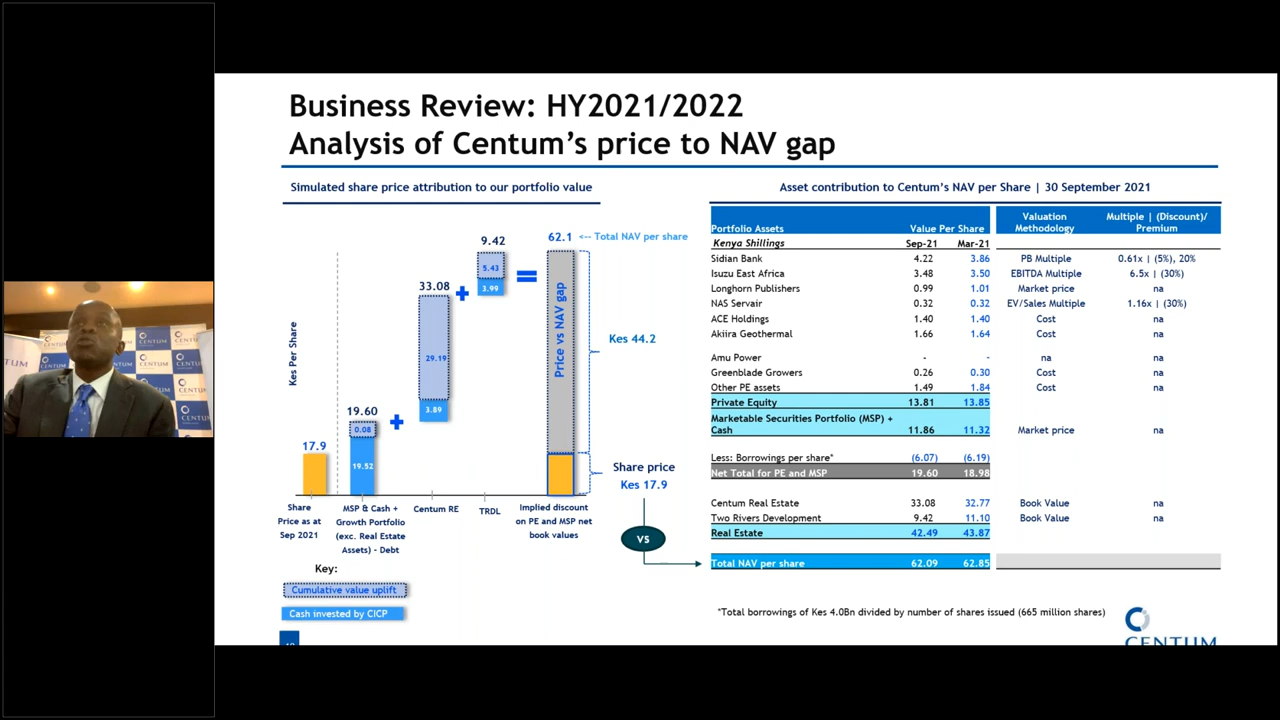 Business Review: HY2021/2022
Analysis of Centum's price to NAV gap
Simulated share price attribution to our portfolio value
Kes Per Share
17.9
19.60
0.08
19.52
33.08
29.19
3.89
9.42
5.43
3.99
62.1 <-- Total NAV per share
Price vs NAV gap
Kes 44.2
Share price
Kes 17.9
VS
Share
Price as at
Sep 2021
MSP & Cash +
Growth Portfolio
(exc. Real Estate
Assets) - Debt
Centum RE
TRDL
Implied discount
on PE and MSP net
book values
Key:
Cumulative value uplift
Cash invested by CICP
Asset contribution to Centum's NAV per Share | 30 September 2021
Portfolio Assets Value Per Share Valuation Methodology Multiple | (Discount)/ Premium
Kenya Shillings Sep-21 Mar-21
Sidian Bank 4.22 3.86 PB Multiple 0.61x | (5%), 20%
Isuzu East Africa 3.48 3.50 EBITDA Multiple 6.5x | (30%)
Longhorn Publishers 0.99 1.01 Market price na
NAS Servair 0.32 0.32 EV/Sales Multiple 1.16x | (30%)
ACE Holdings 1.40 1.40 Cost na
Akiira Geothermal 1.66 1.64 Cost na
Amu Power - - na na
Greenblade Growers 0.26 0.30 Cost na
Other PE assets 1.49 1.84 Cost na
Private Equity 13.81 13.85
Marketable Securities Portfolio (MSP) +
Cash 11.86 11.32 Market price na
Less: Borrowings per share* (6.07) (6.19)
Net Total for PE and MSP 19.60 18.98
Centum Real Estate 33.08 32.77 Book Value na
Two Rivers Development 9.42 11.10 Book Value na
Real Estate 42.49 43.87
Total NAV per share 62.09 62.85
*Total borrowings of Kes 4.0Bn divided by number of shares issued (665 million shares)
CENTUM